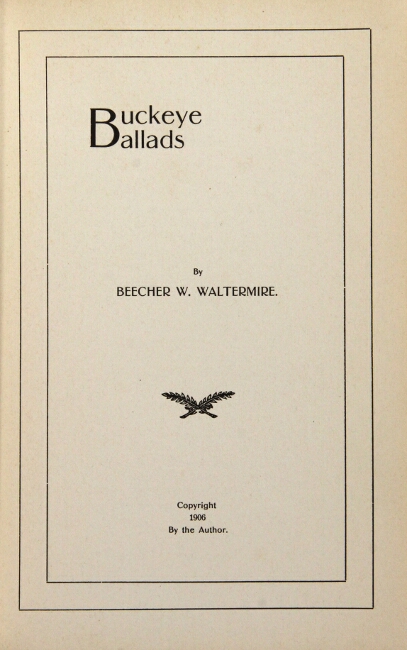 Buckeye
Ballads
By
BEECHER W. WALTERMIRE.
Copyright
1906
By the Author.